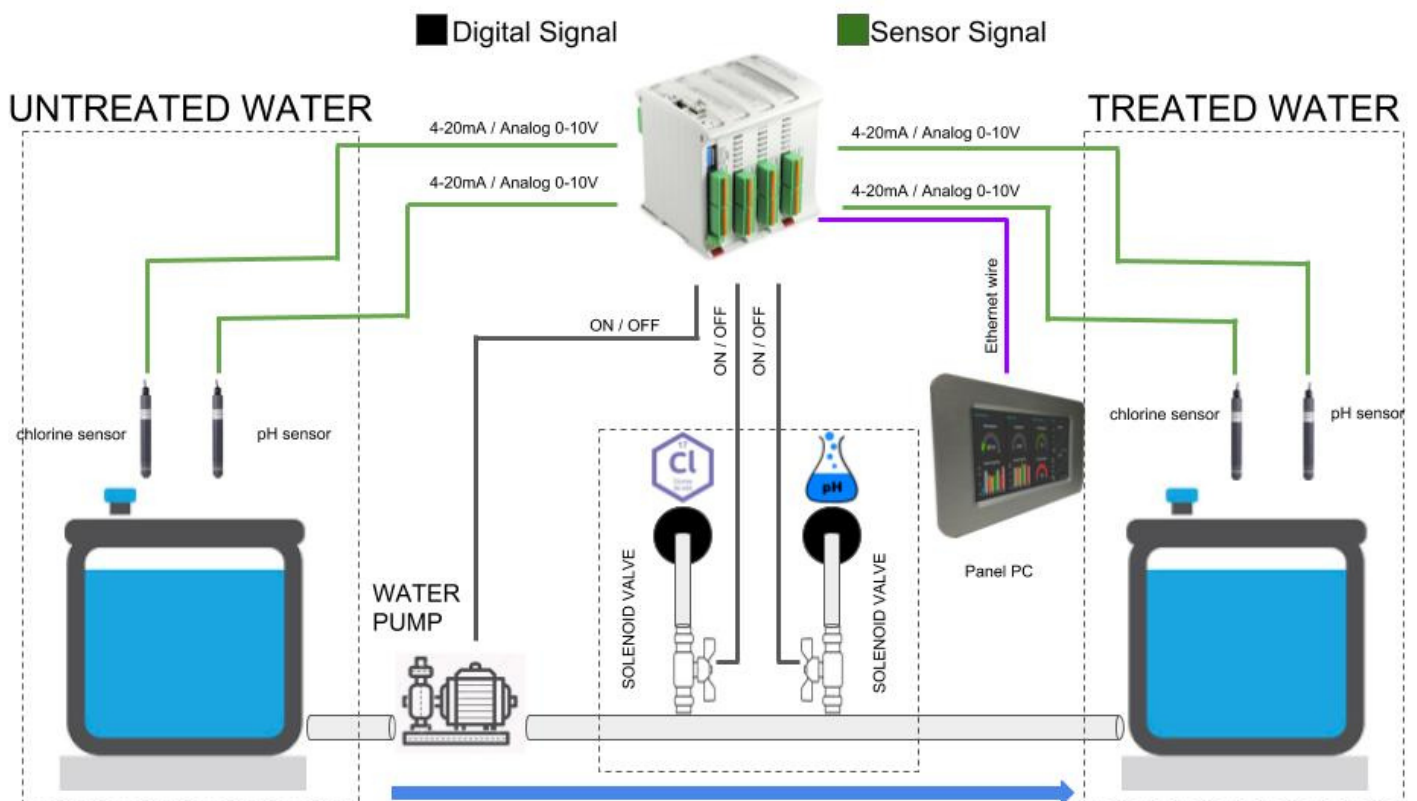 Digital Signal
Sensor Signal
UNTREATED WATER
TREATED WATER
4-20mA / Analog 0-10V
4-20mA / Analog 0-10V
4-20mA / Analog 0-10V
4-20mA / Analog 0-10V
Ethernet wire
ON / OFF
ON / OFF
ON / OFF
chlorine sensor
pH sensor
chlorine sensor
pH sensor
17
Cl
pH
SOLENOID VALVE
SOLENOID VALVE
Panel PC
WATER
PUMP